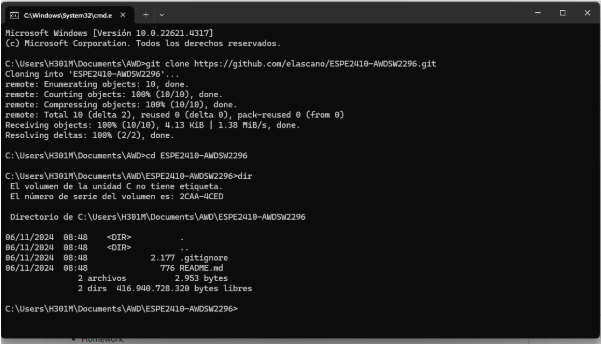 C:\Windows\System32\cmd.e
Microsoft Windows [Versión 10.0.22621.4317]
(c) Microsoft Corporation. Todos los derechos reservados.
C:\Users\H301M\Documents\AWD>git clone https://github.com/elascano/ESPE2410-AWDSW2296.git
Cloning into 'ESPE2410-AWDSW2296'...
remote: Enumerating objects: 10, done.
remote: Counting objects: 100% (10/10), done.
remote: Compressing objects: 100% (9/9), done.
remote: Total 10 (delta 2), reused 0 (delta 0), pack-reused 0 (from 0)
Receiving objects: 100% (10/10), 4.13 KiB | 1.38 MiB/s, done.
Resolving deltas: 100% (2/2), done.
C:\Users\H301M\Documents\AWD>cd ESPE2410-AWDSW2296
C:\Users\H301M\Documents\AWD\ESPE2410-AWDSW2296>dir
El volumen de la unidad C no tiene etiqueta.
El número de serie del volumen es: 2CAA-4CED
Directorio de C:\Users\H301M\Documents\AWD\ESPE2410-AWDSW2296
06/11/2024 08:48 <DIR> .
06/11/2024 08:48 <DIR> ..
06/11/2024 08:48 2.177 .gitignore
06/11/2024 08:48 776 README.md
2 archivos 2.953 bytes
2 dirs 416.940.728.320 bytes libres
C:\Users\H301M\Documents\AWD\ESPE2410-AWDSW2296>
Homework